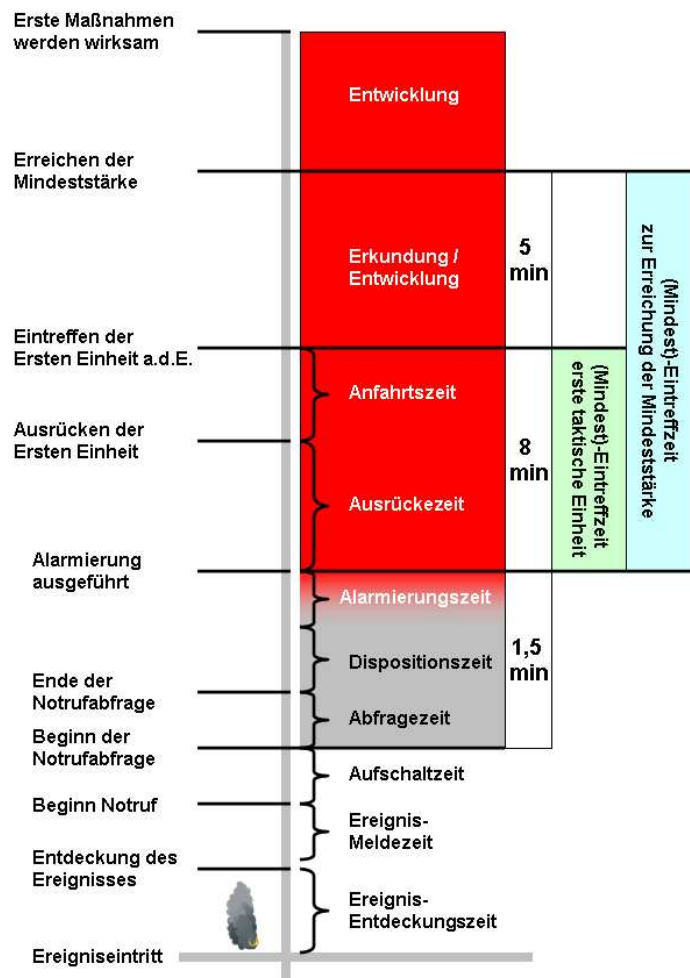 Erste Maßnahmen
werden wirksam
Entwicklung
Erreichen der
Mindeststärke
Erkundung /
Entwicklung
5
min
(Mindest)-Eintreffzeit
zur Erreichung der Mindeststärke
Eintreffen der
Ersten Einheit a.d.E.
Anfahrtszeit
(Mindest)-Eintreffzeit
erste taktische Einheit
Ausrücken der
Ersten Einheit
8
min
Ausrückezeit
Alarmierung
ausgeführt
Alarmierungszeit
1,5
min
Dispositionszeit
Ende der
Notrufabfrage
Abfragezeit
Beginn der
Notrufabfrage
Aufschaltzeit
Beginn Notruf
Ereignis-
Meldezeit
Entdeckung des
Ereignisses
Ereignis-
Entdeckungszeit
Ereigniseintritt